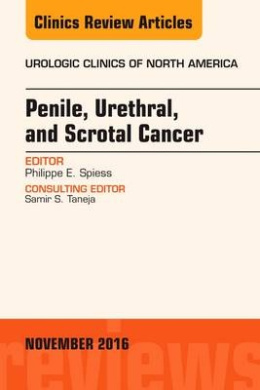 Clinics Review Articles
UROLOGIC CLINICS OF NORTH AMERICA
Penile, Urethral,
and Scrotal Cancer
EDITOR
Philippe E. Spiess
CONSULTING EDITOR
Samir S. Taneja
NOVEMBER 2016
reviews